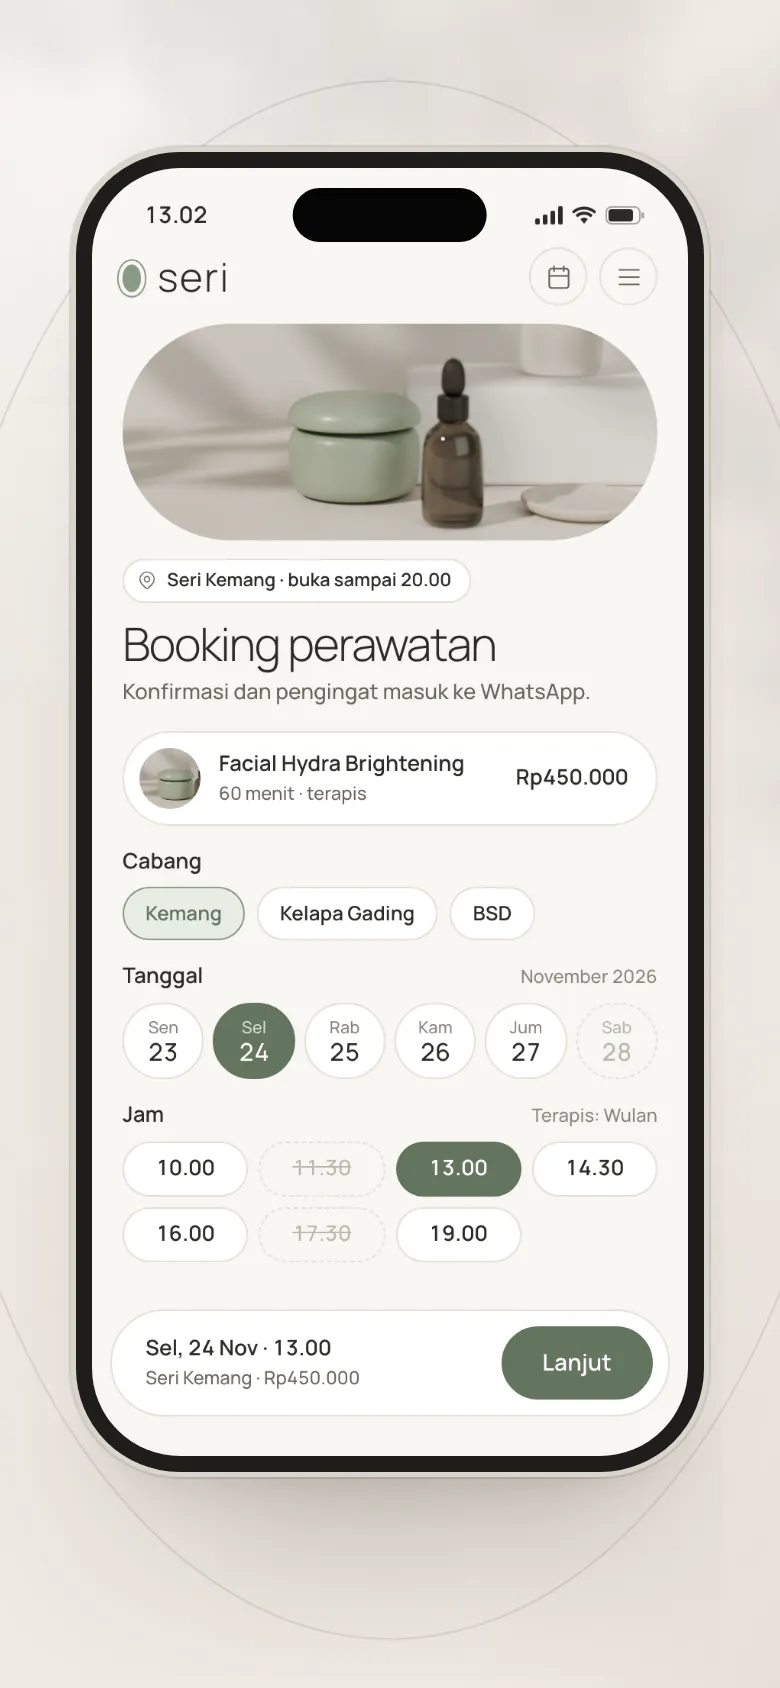 13.02
seri
Seri Kemang · buka sampai 20.00
Booking perawatan
Konfirmasi dan pengingat masuk ke WhatsApp.
Facial Hydra Brightening
60 menit · terapis
Rp450.000
Cabang
Kemang
Kelapa Gading
BSD
Tanggal
November 2026
Sen
23
Sel
24
Rab
25
Kam
26
Jum
27
Sab
28
Jam
Terapis: Wulan
10.00
11.30
13.00
14.30
16.00
17.30
19.00
Sel, 24 Nov · 13.00
Seri Kemang · Rp450.000
Lanjut